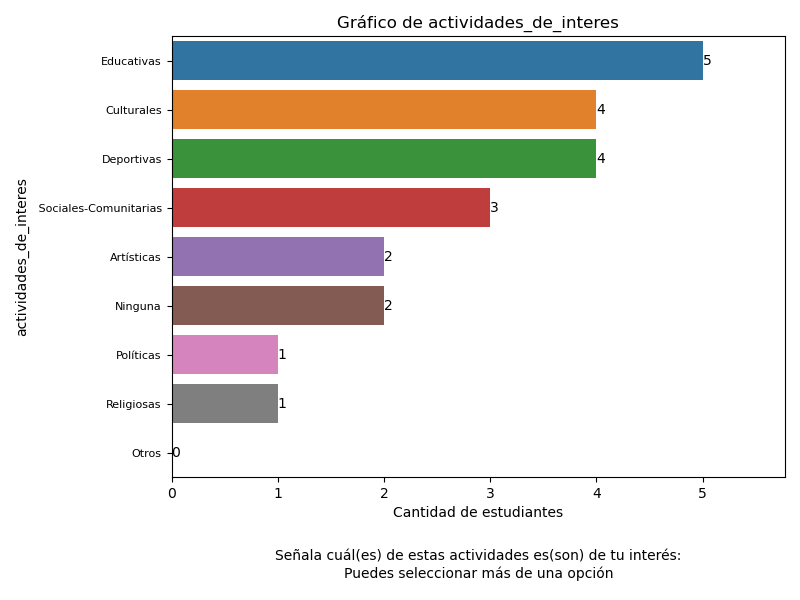 Gráfico de actividades_de_interes
actividades_de_interes
Educativas 5
Culturales 4
Deportivas 4
Sociales-Comunitarias 3
Artísticas 2
Ninguna 2
Políticas 1
Religiosas 1
Otros 0
0 1 2 3 4 5
Cantidad de estudiantes
Señala cuál(es) de estas actividades es(son) de tu interés:
Puedes seleccionar más de una opción